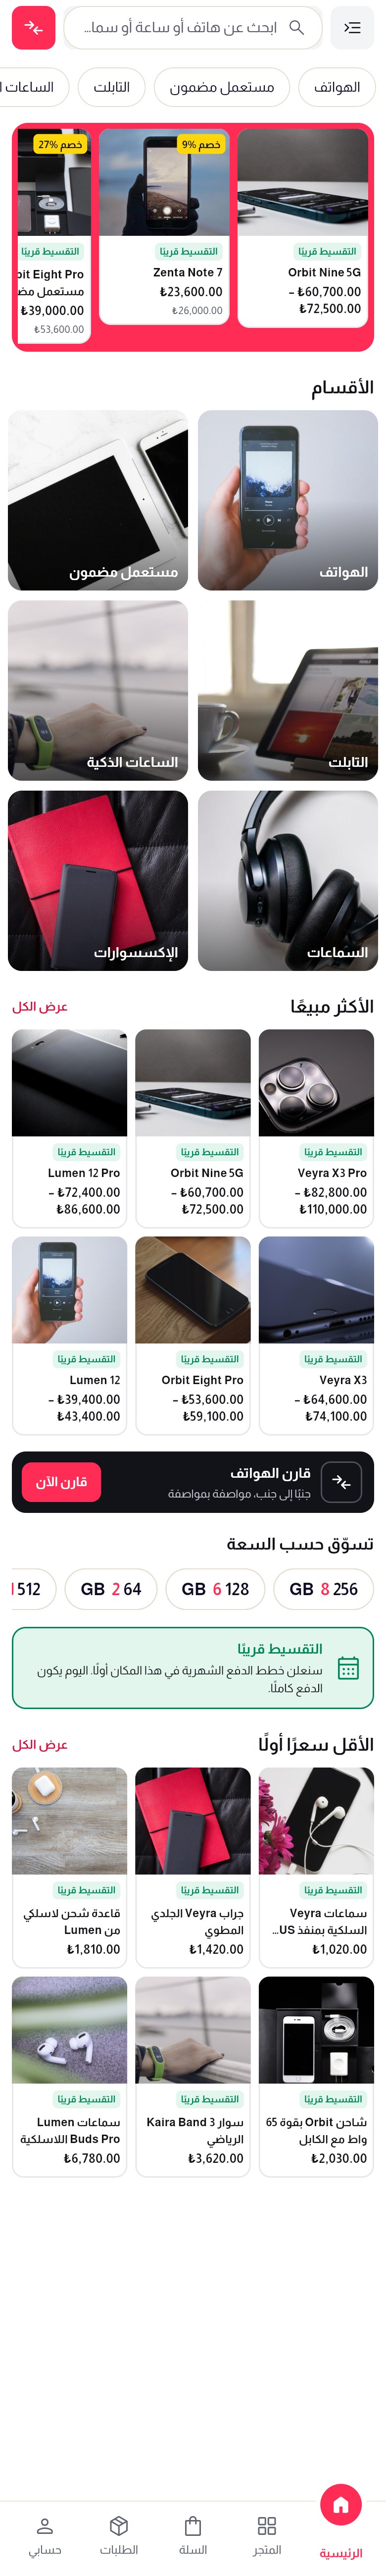 ابحث عن هاتف أو ساعة أو سما...
الهواتف
مستعمل مضمون
التابلت
الساعات ا
التقسيط قريبًا
Orbit Nine 5G
₺60,700.00 –
₺72,500.00
خصم 9%
التقسيط قريبًا
Zenta Note 7
₺23,600.00
₺26,000.00
خصم 27%
التقسيط قريبًا
bit Eight Pro
مستعمل مض
₺39,000.00
₺53,600.00
الأقسام
الهواتف
مستعمل مضمون
التابلت
الساعات الذكية
السماعات
الإكسسوارات
الأكثر مبيعًا
عرض الكل
التقسيط قريبًا
Veyra X3 Pro
₺82,800.00 –
₺110,000.00
التقسيط قريبًا
Orbit Nine 5G
₺60,700.00 –
₺72,500.00
التقسيط قريبًا
Lumen 12 Pro
₺72,400.00 –
₺86,600.00
التقسيط قريبًا
Veyra X3
₺64,600.00 –
₺74,100.00
التقسيط قريبًا
Orbit Eight Pro
₺53,600.00 –
₺59,100.00
التقسيط قريبًا
Lumen 12
₺39,400.00 –
₺43,400.00
قارن الهواتف
جنبًا إلى جنب، مواصفة بمواصفة
قارن الآن
تسوّق حسب السعة
GB 8 256
GB 6 128
GB 2 64
512
التقسيط قريبًا
سنعلن خطط الدفع الشهرية في هذا المكان أولًا. اليوم يكون
الدفع كاملًا.
الأقل سعرًا أولًا
عرض الكل
التقسيط قريبًا
سماعات Veyra
السلكية بمنفذ US...
₺1,020.00
التقسيط قريبًا
جراب Veyra الجلدي
المطوي
₺1,420.00
التقسيط قريبًا
قاعدة شحن لاسلكي
من Lumen
₺1,810.00
التقسيط قريبًا
شاحن Orbit بقوة 65
واط مع الكابل
₺2,030.00
التقسيط قريبًا
سوار Kaira Band 3
الرياضي
₺3,620.00
التقسيط قريبًا
سماعات Lumen
Buds Pro اللاسلكية
₺6,780.00
الرئيسية
المتجر
السلة
الطلبات
حسابي